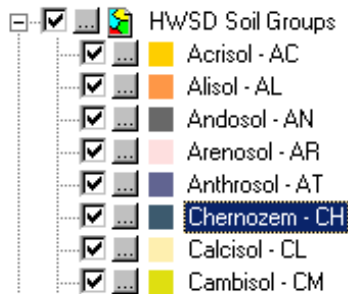 HWSD Soil Groups
Acrisol - AC
Alisol - AL
Andosol - AN
Arenosol - AR
Anthrosol - AT
Chernozem - CH
Calcisol - CL
Cambisol - CM